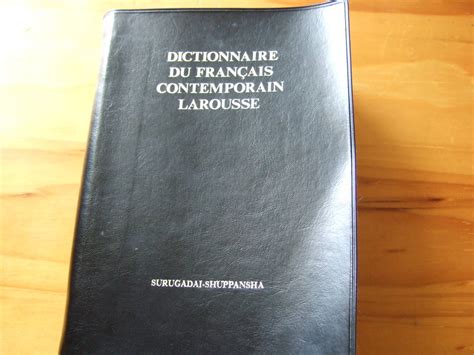 DICTIONNAIRE
DU FRANÇAIS
CONTEMPORAIN
LAROUSSE
SURUGADAI-SHUPPANSHA